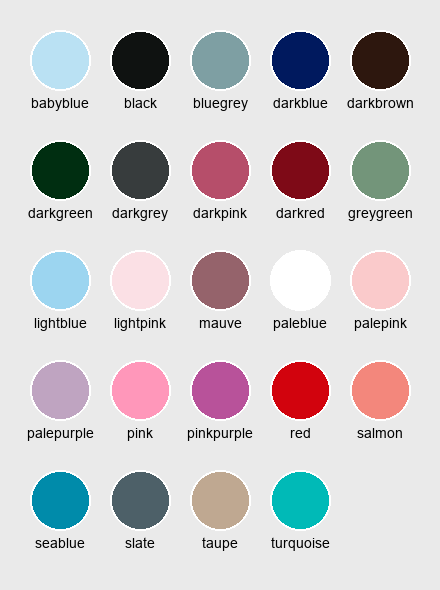 babyblue black bluegrey darkblue darkbrown
darkgreen darkgrey darkpink darkred greygreen
lightblue lightpink mauve paleblue palepink
palepurple pink pinkpurple red salmon
seablue slate taupe turquoise